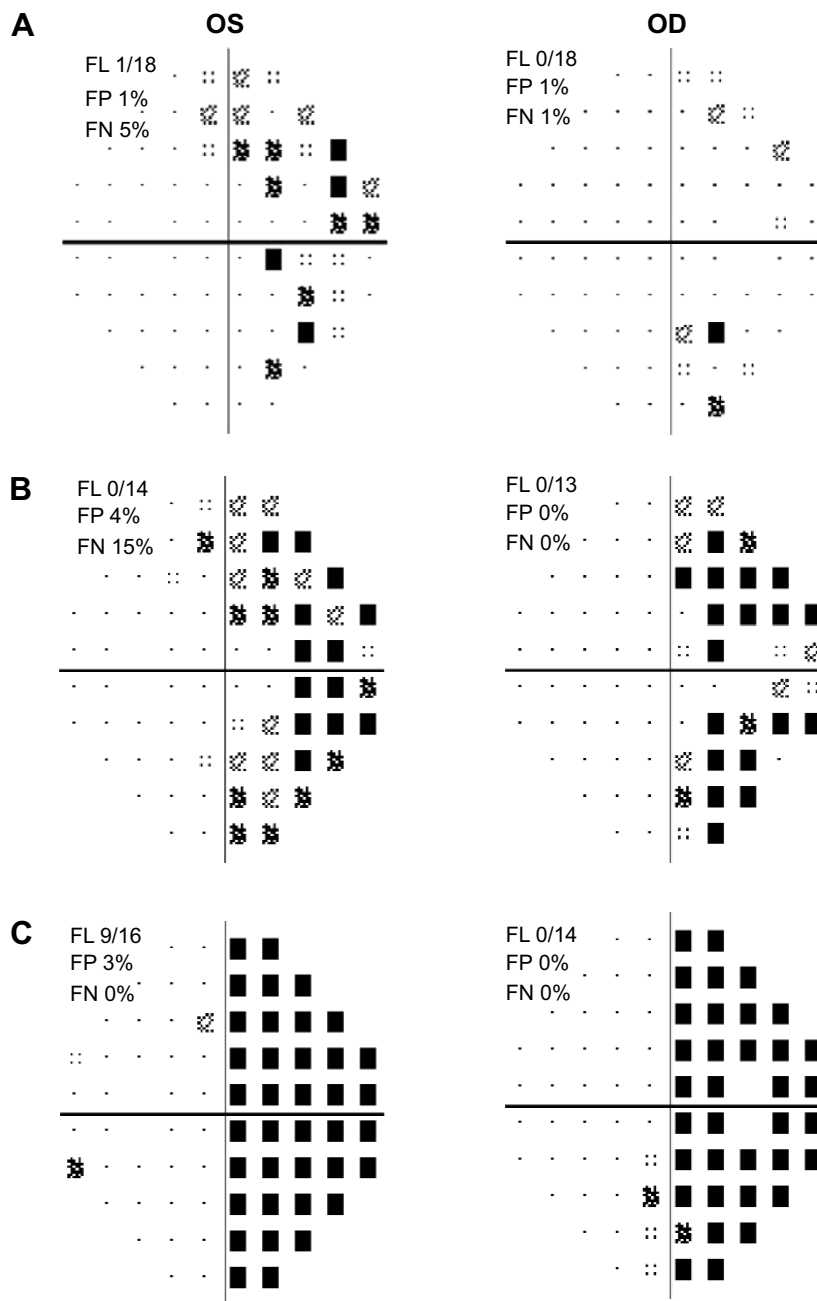 OS OD
A
FL 1/18
FP 1%
FN 5%
FL 0/18
FP 1%
FN 1%
B
FL 0/14
FP 4%
FN 15%
FL 0/13
FP 0%
FN 0%
C
FL 9/16
FP 3%
FN 0%
FL 0/14
FP 0%
FN 0%